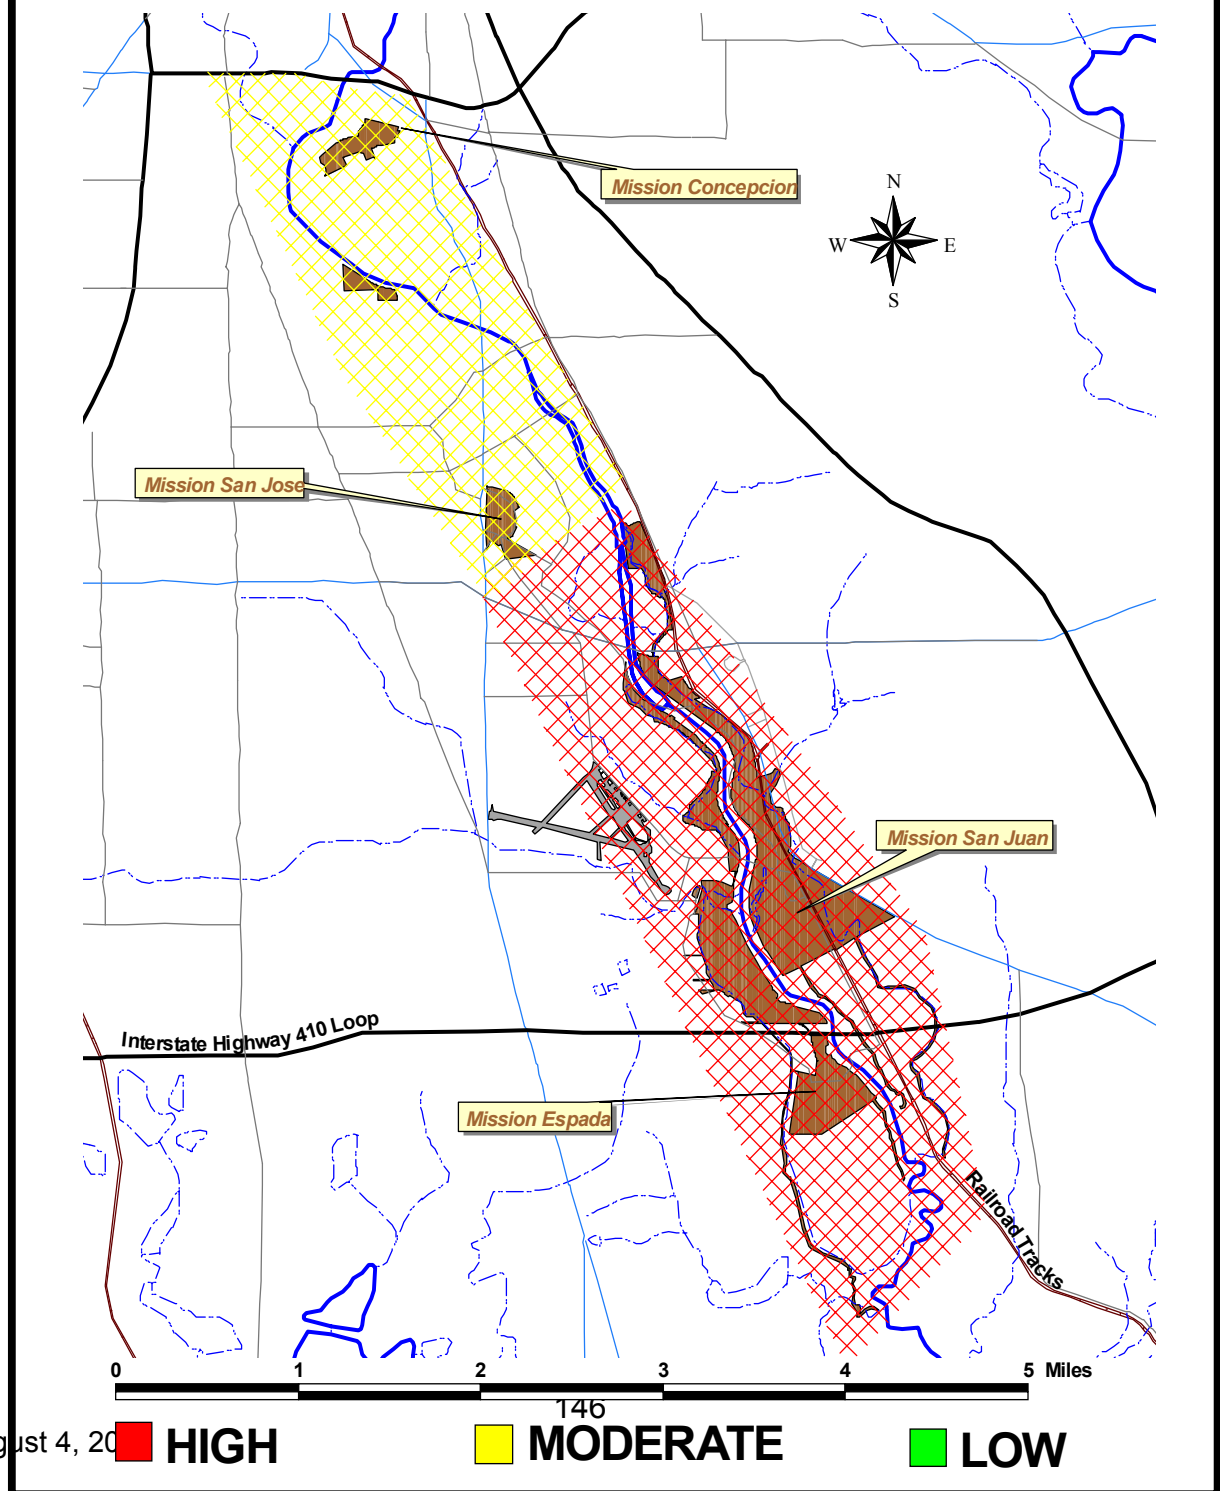 Mission Concepcion
N
W E
S
Mission San Jose
Mission San Juan
Interstate Highway 410 Loop
Mission Espada
Railroad Tracks
0 1 2 3 4 5 Miles
146
gust 4, 20
HIGH
MODERATE
LOW